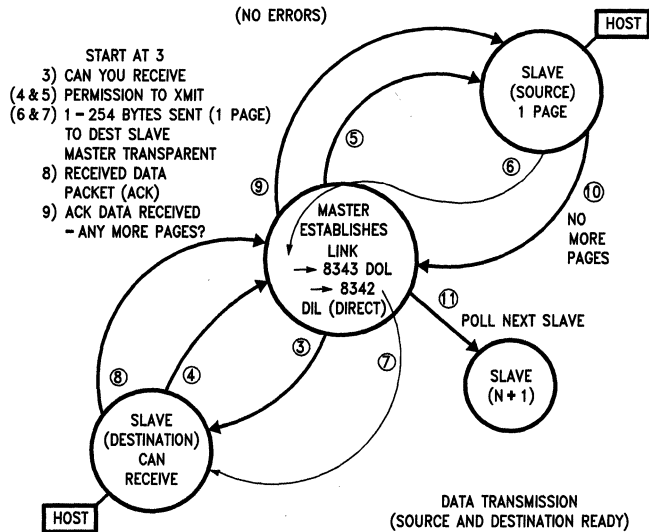 (NO ERRORS)
HOST
START AT 3
3) CAN YOU RECEIVE
(4 & 5) PERMISSION TO XMIT
(6 & 7) 1 – 254 BYTES SENT (1 PAGE)
TO DEST SLAVE
MASTER TRANSPARENT
8) RECEIVED DATA
PACKET (ACK)
9) ACK DATA RECEIVED
– ANY MORE PAGES?
SLAVE
(SOURCE)
1 PAGE
⑤
⑥
⑨
⑩
NO
MORE
PAGES
MASTER
ESTABLISHES
LINK
→ 8343 DOL
→ 8342
DIL (DIRECT)
⑪
POLL NEXT SLAVE
③
⑦
⑧
④
SLAVE
(N + 1)
SLAVE
(DESTINATION)
CAN
RECEIVE
HOST
DATA TRANSMISSION
(SOURCE AND DESTINATION READY)